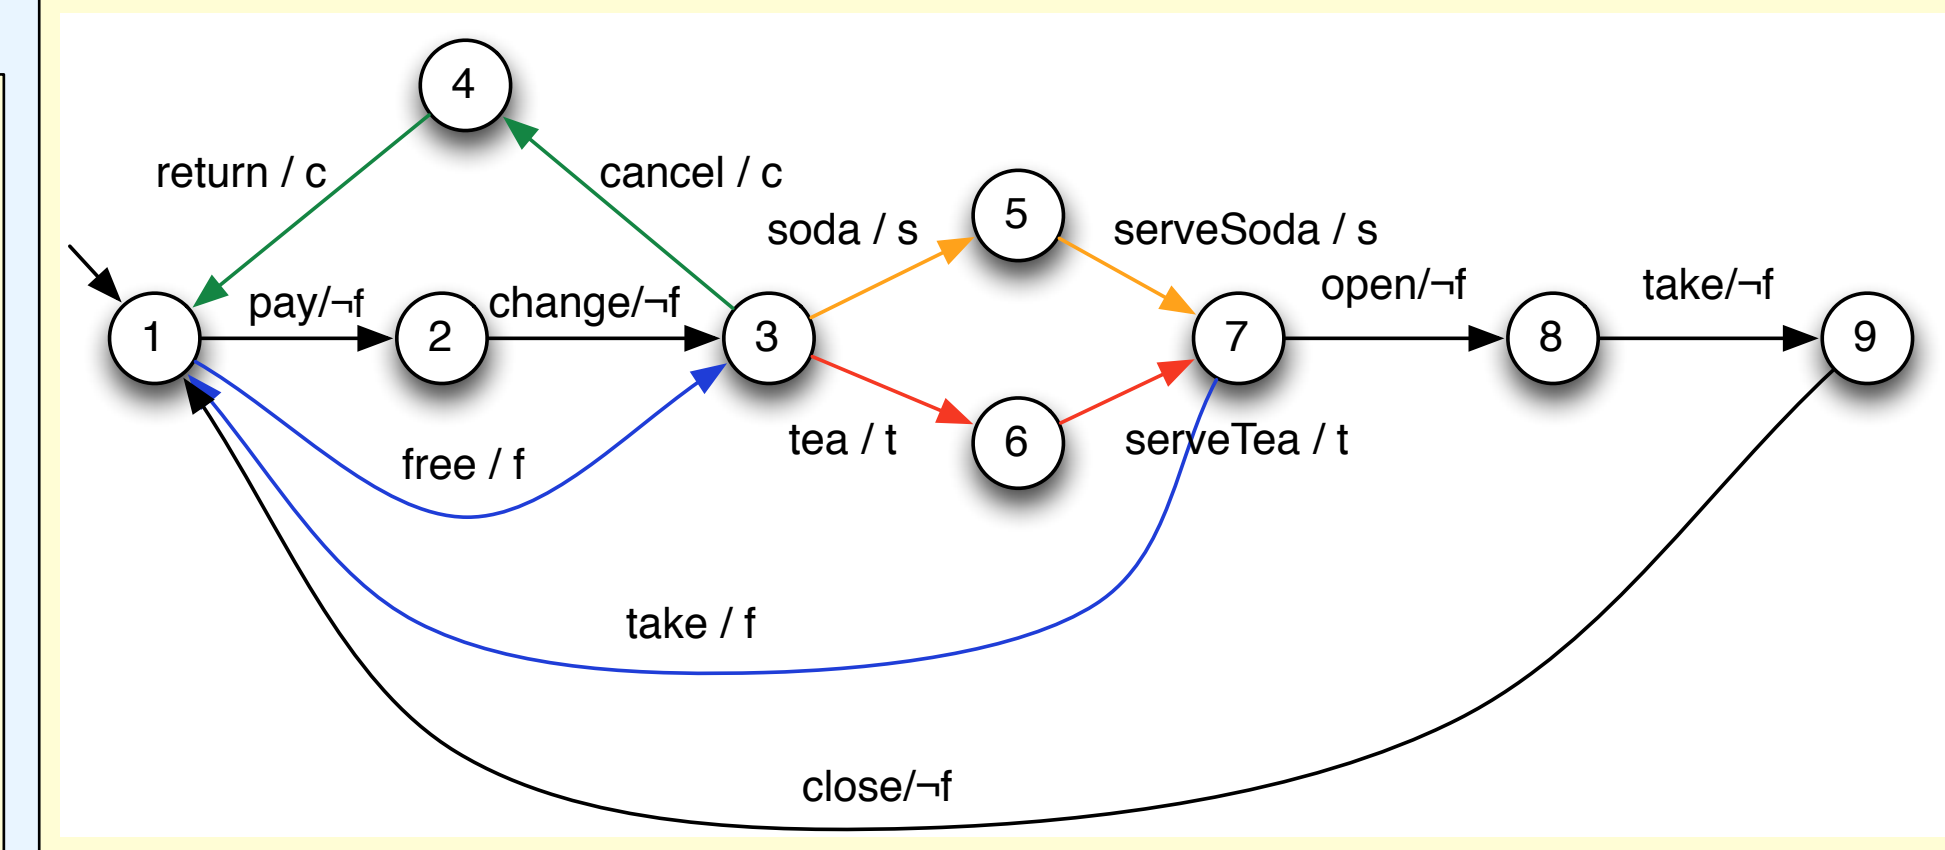 4
return / c
cancel / c
soda / s
5
serveSoda / s
pay/¬f
change/¬f
open/¬f
take/¬f
1
2
3
7
8
9
free / f
tea / t
6
serveTea / t
take / f
close/¬f